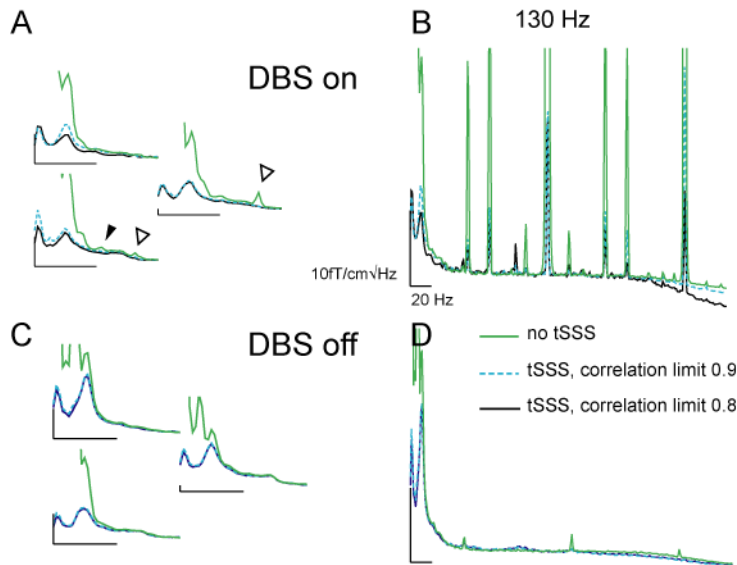 A
DBS on
B
130 Hz
10fT/cm√Hz
20 Hz
C
DBS off
D
no tSSS
tSSS, correlation limit 0.9
tSSS, correlation limit 0.8